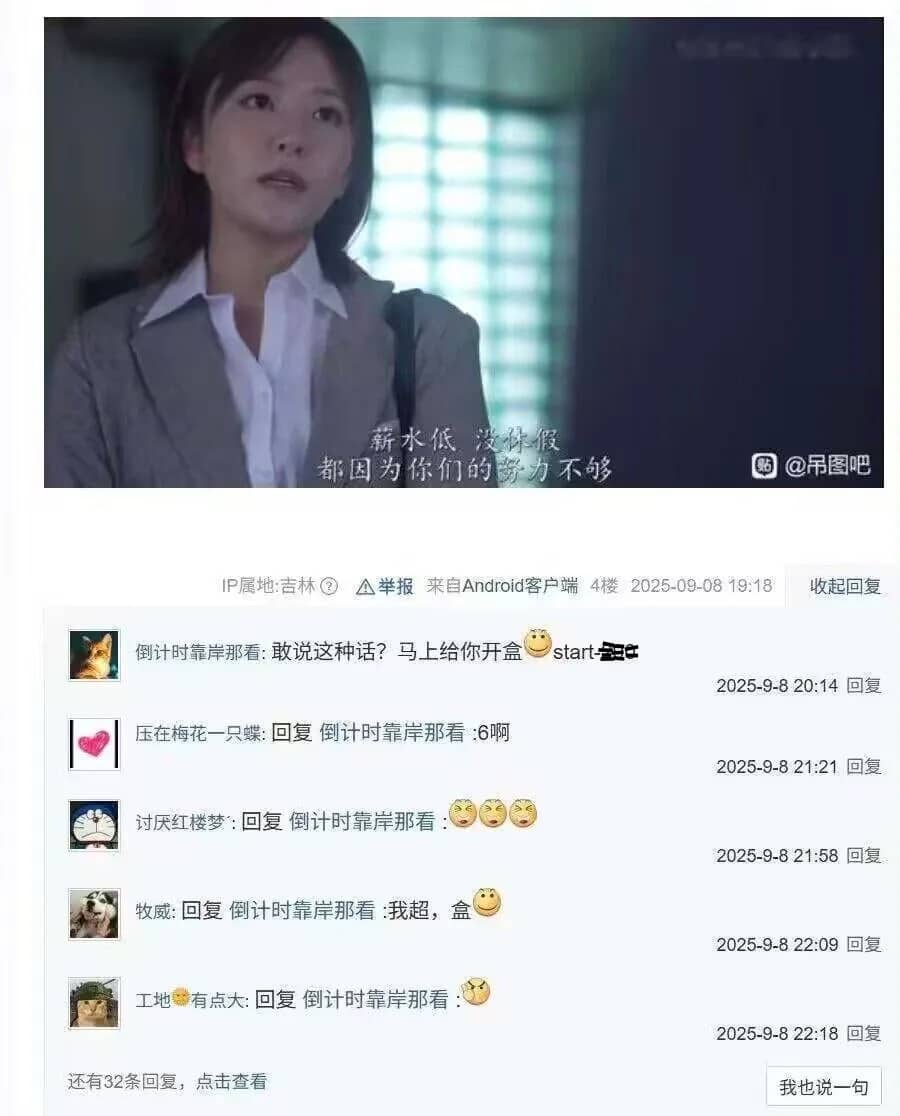 薪水低 没休假
都因为你们的努力不够
贴 @吊图吧
IP属地:吉林 ? 举报 来自Android客户端 4楼 2025-09-08 19:18 收起回复
倒计时靠岸那看: 敢说这种话？马上给你开盒start-
2025-9-8 20:14 回复
压在梅花一只蝶: 回复 倒计时靠岸那看 :6啊
2025-9-8 21:21 回复
讨厌红楼梦: 回复 倒计时靠岸那看 :
2025-9-8 21:58 回复
牧威: 回复 倒计时靠岸那看 :我超，盒
2025-9-8 22:09 回复
工地有点大: 回复 倒计时靠岸那看 :
2025-9-8 22:18 回复
还有32条回复，点击查看
我也说一句